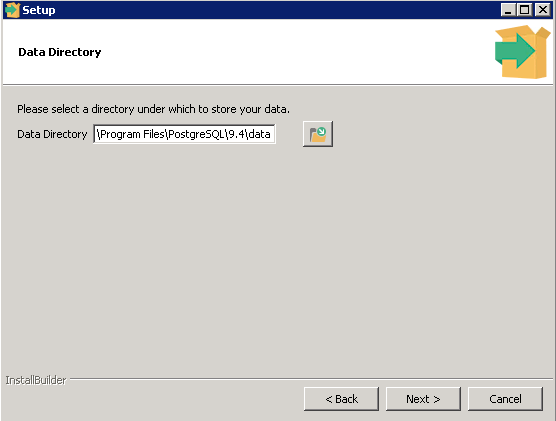 Setup
Data Directory
Please select a directory under which to store your data.
Data Directory \Program Files\PostgreSQL\9.4\data
InstallBuilder
< Back Next > Cancel